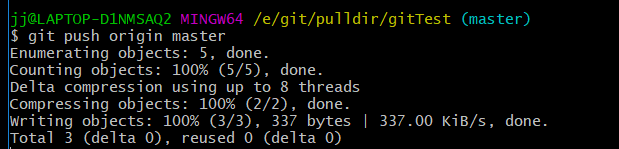 jj@LAPTOP-D1NMSAQ2 MINGW64 /e/git/pulldir/gitTest (master)
$ git push origin master
Enumerating objects: 5, done.
Counting objects: 100% (5/5), done.
Delta compression using up to 8 threads
Compressing objects: 100% (2/2), done.
Writing objects: 100% (3/3), 337 bytes | 337.00 KiB/s, done.
Total 3 (delta 0), reused 0 (delta 0)